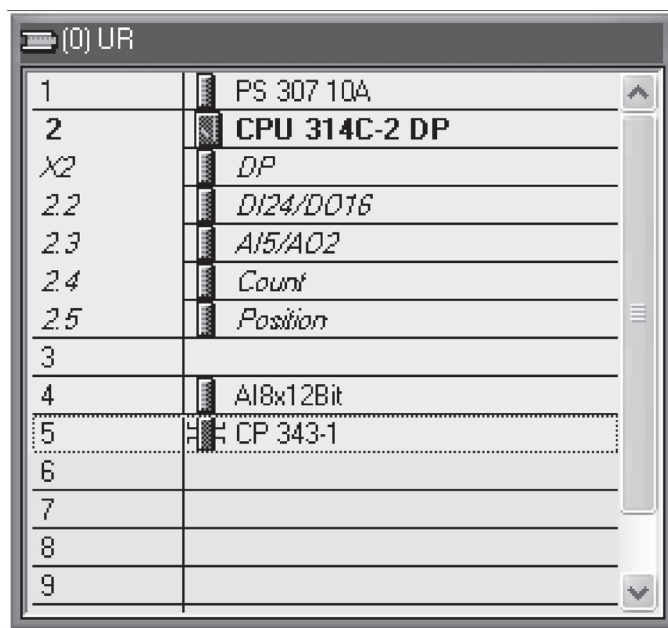 (0) UR
1 PS 307 10A
2 CPU 314C-2 DP
X2 DP
2.2 DI24/DO16
2.3 AI5/AO2
2.4 Count
2.5 Position
3
4 AI8x12Bit
5 CP 343-1
6
7
8
9